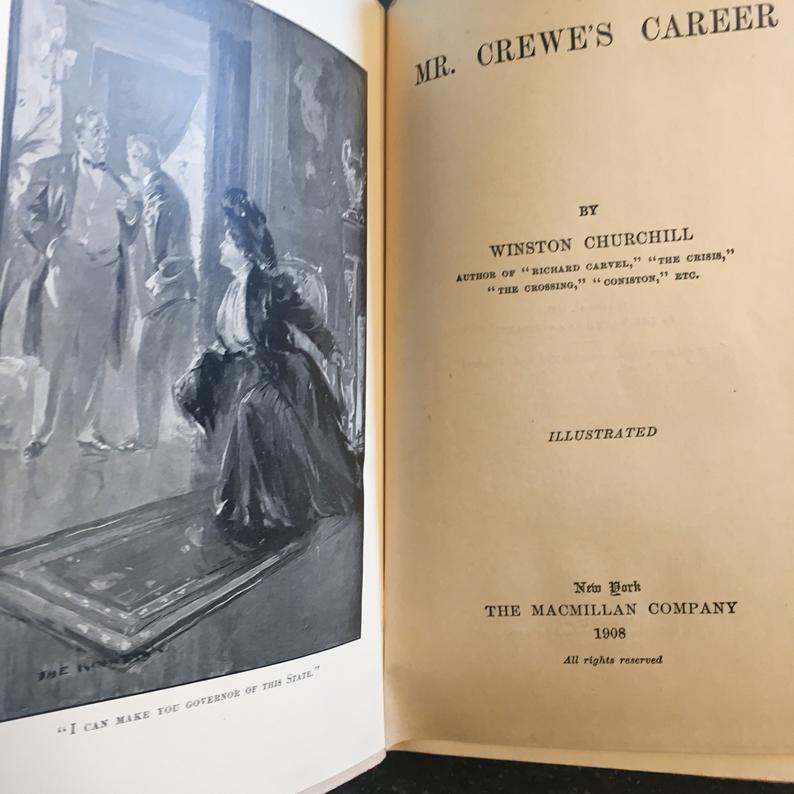 "I CAN MAKE YOU GOVERNOR OF THIS STATE."
MR. CREWE'S CAREER
BY
WINSTON CHURCHILL
AUTHOR OF "RICHARD CARVEL," "THE CRISIS,"
"THE CROSSING," "CONISTON," ETC.
ILLUSTRATED
New York
THE MACMILLAN COMPANY
1908
All rights reserved